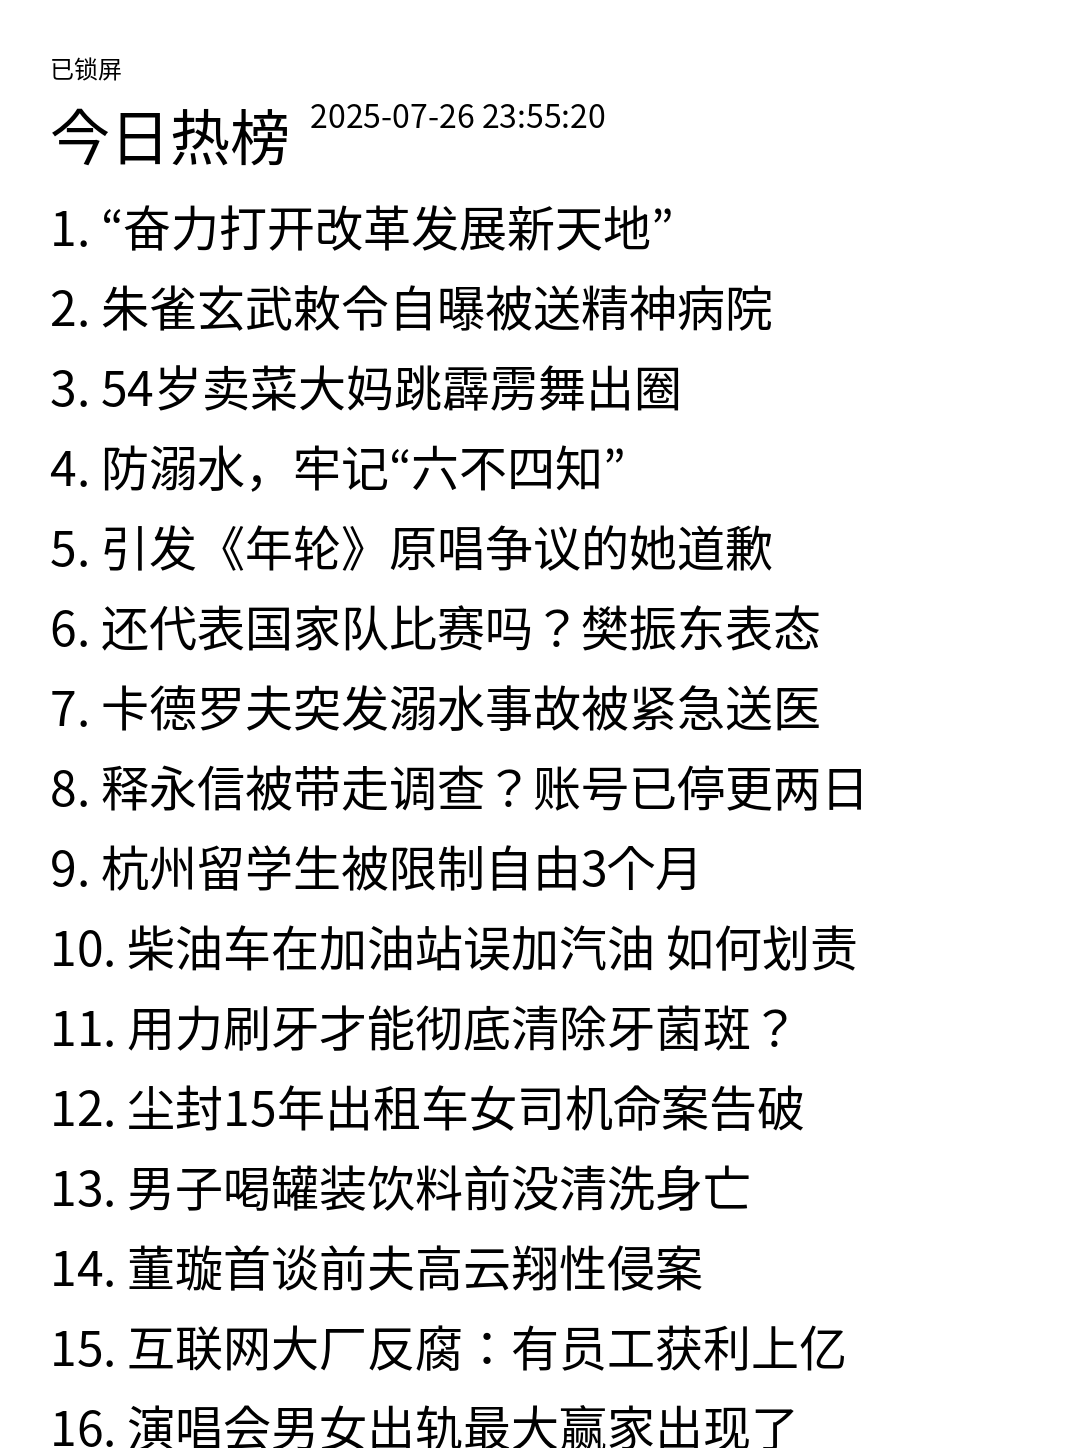 已锁屏
今日热榜 2025-07-26 23:55:20
1. “奋力打开改革发展新天地”
2. 朱雀玄武敕令自曝被送精神病院
3. 54岁卖菜大妈跳霹雳舞出圈
4. 防溺水，牢记“六不四知”
5. 引发《年轮》原唱争议的她道歉
6. 还代表国家队比赛吗？樊振东表态
7. 卡德罗夫突发溺水事故被紧急送医
8. 释永信被带走调查？账号已停更两日
9. 杭州留学生被限制自由3个月
10. 柴油车在加油站误加汽油 如何划责
11. 用力刷牙才能彻底清除牙菌斑？
12. 尘封15年出租车女司机命案告破
13. 男子喝罐装饮料前没清洗身亡
14. 董璇首谈前夫高云翔性侵案
15. 互联网大厂反腐：有员工获利上亿
16. 演唱会男女出轨最大赢家出现了